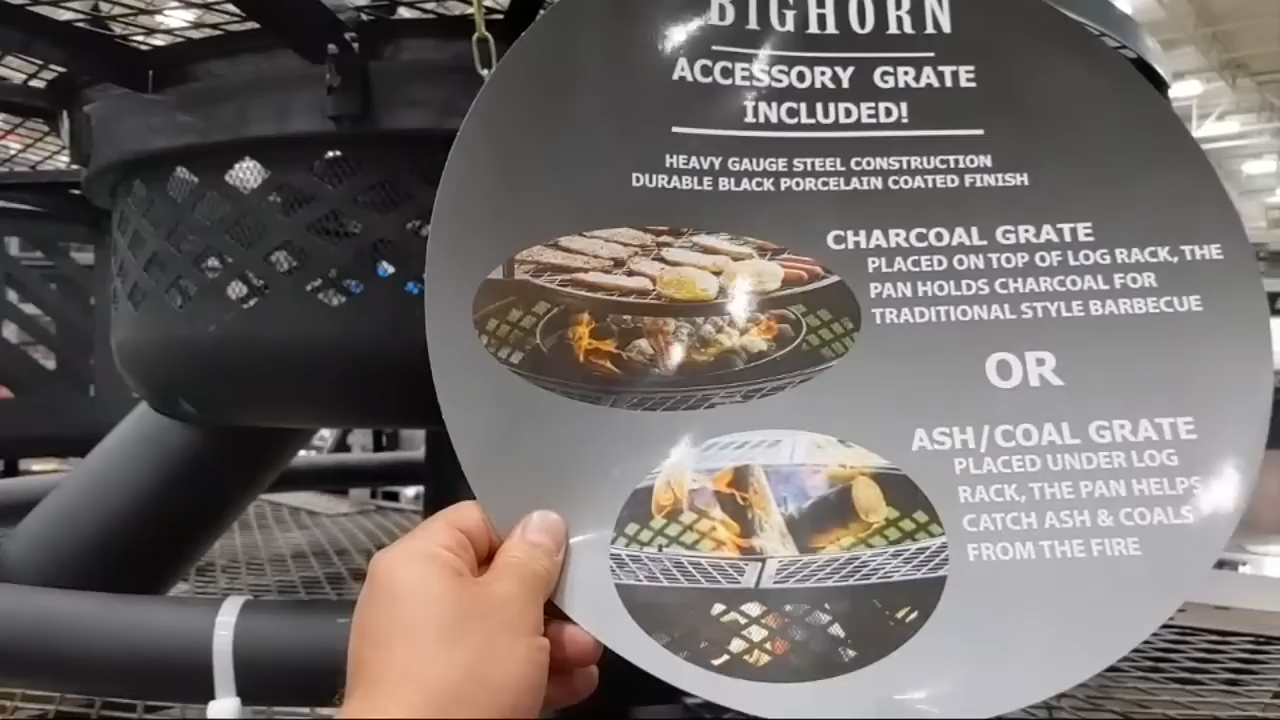 BIGHORN
ACCESSORY GRATE
INCLUDED!
HEAVY GAUGE STEEL CONSTRUCTION
DURABLE BLACK PORCELAIN COATED FINISH
CHARCOAL GRATE
PLACED ON TOP OF LOG RACK, THE
PAN HOLDS CHARCOAL FOR
TRADITIONAL STYLE BARBECUE
OR
ASH/COAL GRATE
PLACED UNDER LOG
RACK, THE PAN HELPS
CATCH ASH & COALS
FROM THE FIRE